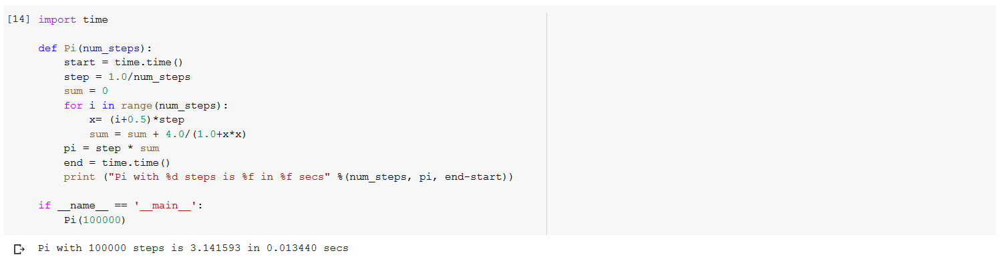 [14] import time
def Pi(num_steps):
start = time.time()
step = 1.0/num_steps
sum = 0
for i in range(num_steps):
x= (i+0.5)*step
sum = sum + 4.0/(1.0+x*x)
pi = step * sum
end = time.time()
print ("Pi with %d steps is %f in %f secs" %(num_steps, pi, end-start))
if __name__ == '__main__':
Pi(100000)
Pi with 100000 steps is 3.141593 in 0.013440 secs